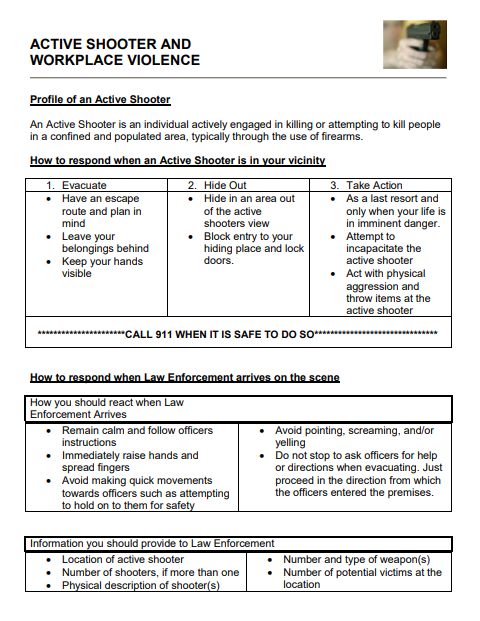 ACTIVE SHOOTER AND
WORKPLACE VIOLENCE
Profile of an Active Shooter
An Active Shooter is an individual actively engaged in killing or attempting to kill people
in a confined and populated area, typically through the use of firearms.
How to respond when an Active Shooter is in your vicinity
1. Evacuate
• Have an escape
route and plan in
mind
• Leave your
belongings behind
• Keep your hands
visible
2. Hide Out
• Hide in an area out
of the active
shooters view
• Block entry to your
hiding place and lock
doors.
3. Take Action
• As a last resort and
only when your life is
in imminent danger.
• Attempt to
incapacitate the
active shooter
• Act with physical
aggression and
throw items at the
active shooter
**********************CALL 911 WHEN IT IS SAFE TO DO SO*******************************
How to respond when Law Enforcement arrives on the scene
How you should react when Law
Enforcement Arrives
• Remain calm and follow officers
instructions
• Immediately raise hands and
spread fingers
• Avoid making quick movements
towards officers such as attempting
to hold on to them for safety
• Avoid pointing, screaming, and/or
yelling
• Do not stop to ask officers for help
or directions when evacuating. Just
proceed in the direction from which
the officers entered the premises.
Information you should provide to Law Enforcement
• Location of active shooter
• Number of shooters, if more than one
• Physical description of shooter(s)
• Number and type of weapon(s)
• Number of potential victims at the
location